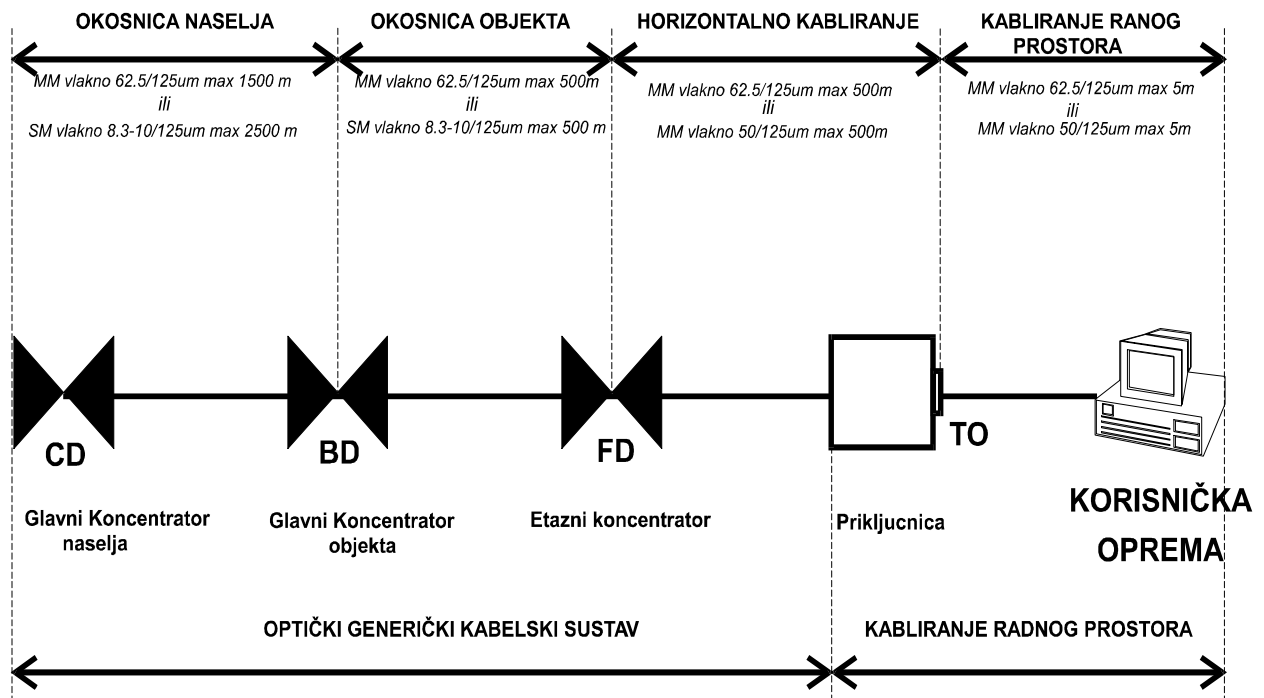 OKOSNICA NASELJA
OKOSNICA OBJEKTA
HORIZONTALNO KABLIRANJE
KABLIRANJE RANOG
PROSTORA
MM vlakno 62.5/125um max 1500 m
ili
SM vlakno 8.3-10/125um max 2500 m
MM vlakno 62.5/125um max 500m
ili
SM vlakno 8.3-10/125um max 500 m
MM vlakno 62.5/125um max 500m
ili
MM vlakno 50/125um max 500m
MM vlakno 62.5/125um max 5m
ili
MM vlakno 50/125um max 5m
CD
BD
FD
TO
Glavni Koncentrator
naselja
Glavni Koncentrator
objekta
Etazni koncentrator
Prikljucnica
KORISNIČKA
OPREMA
OPTIČKI GENERIČKI KABELSKI SUSTAV
KABLIRANJE RADNOG PROSTORA